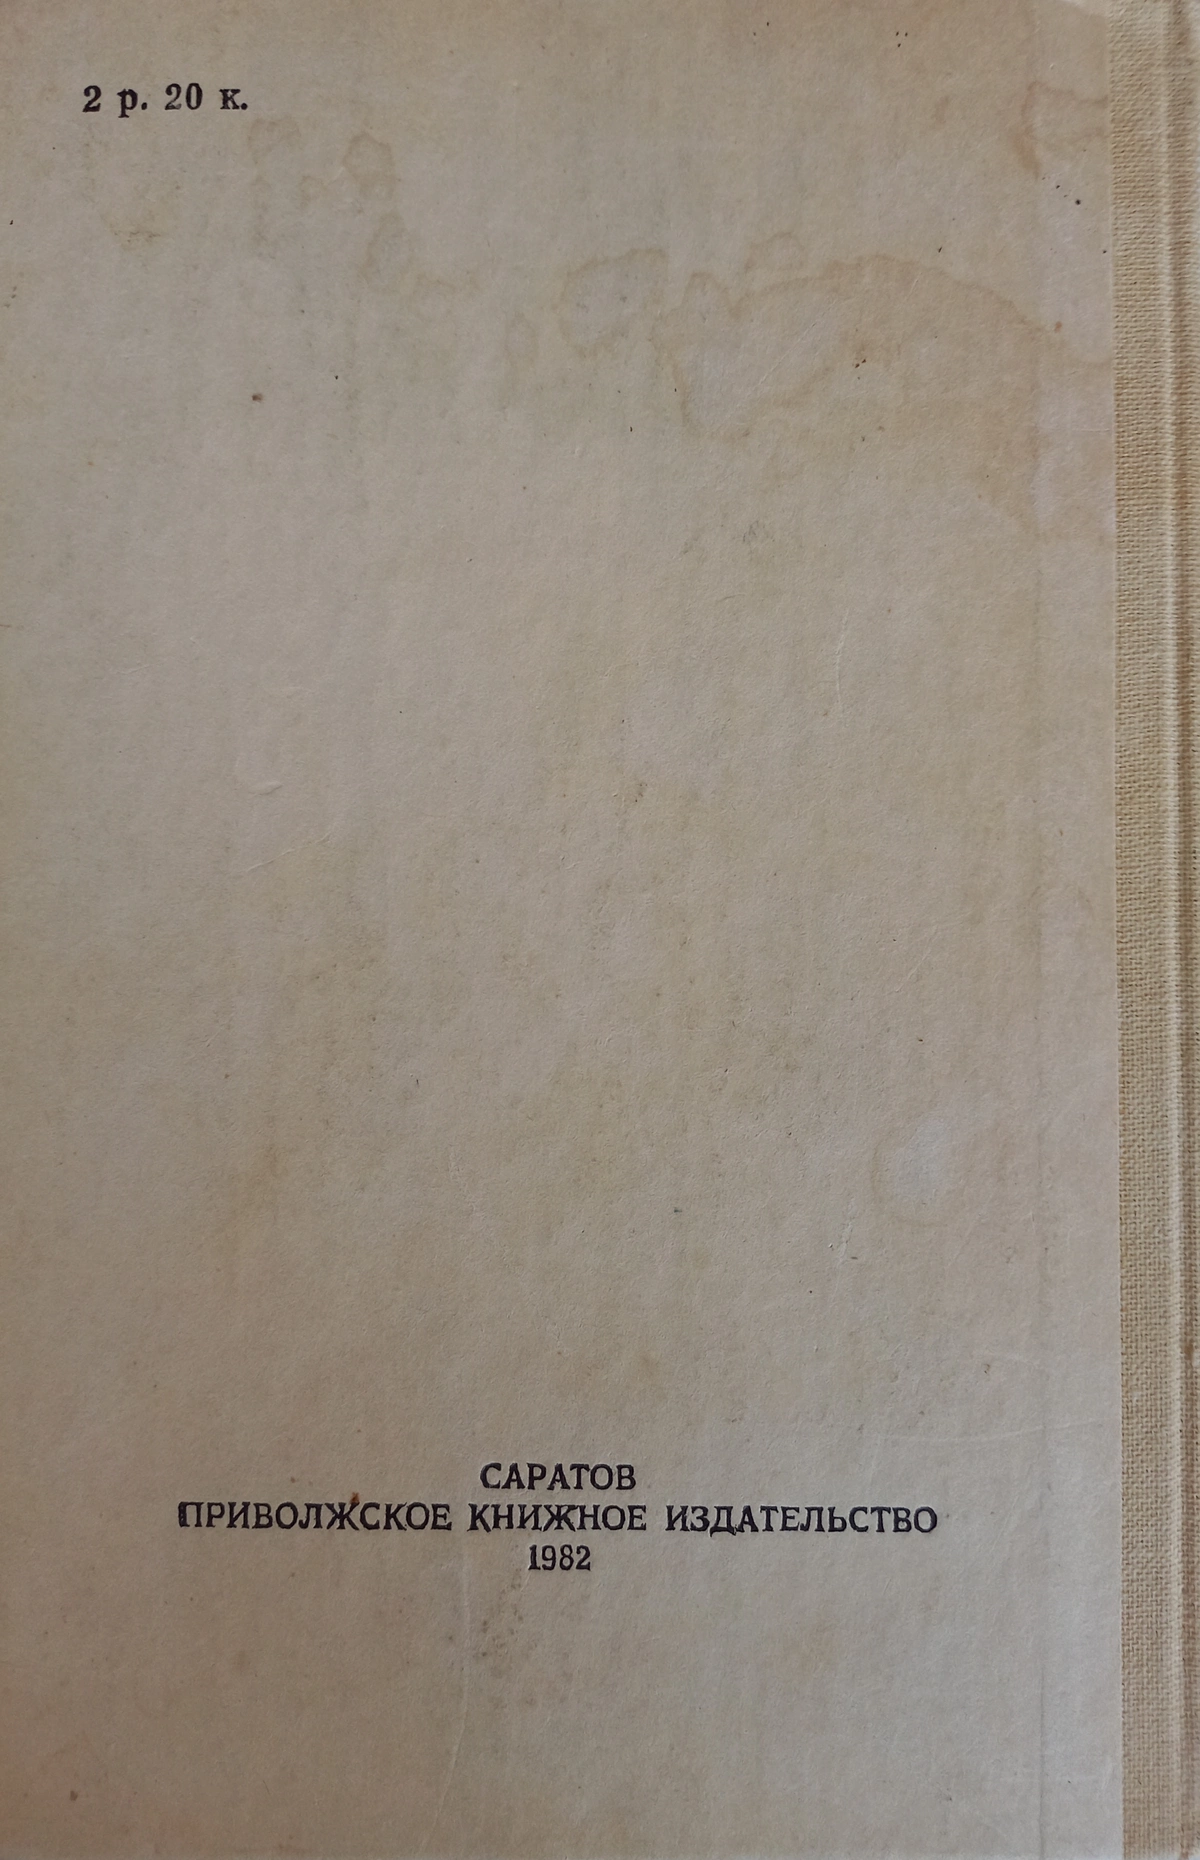 2 р. 20 к.
САРАТОВ
ПРИВОЛЖСКОЕ КНИЖНОЕ ИЗДАТЕЛЬСТВО
1982